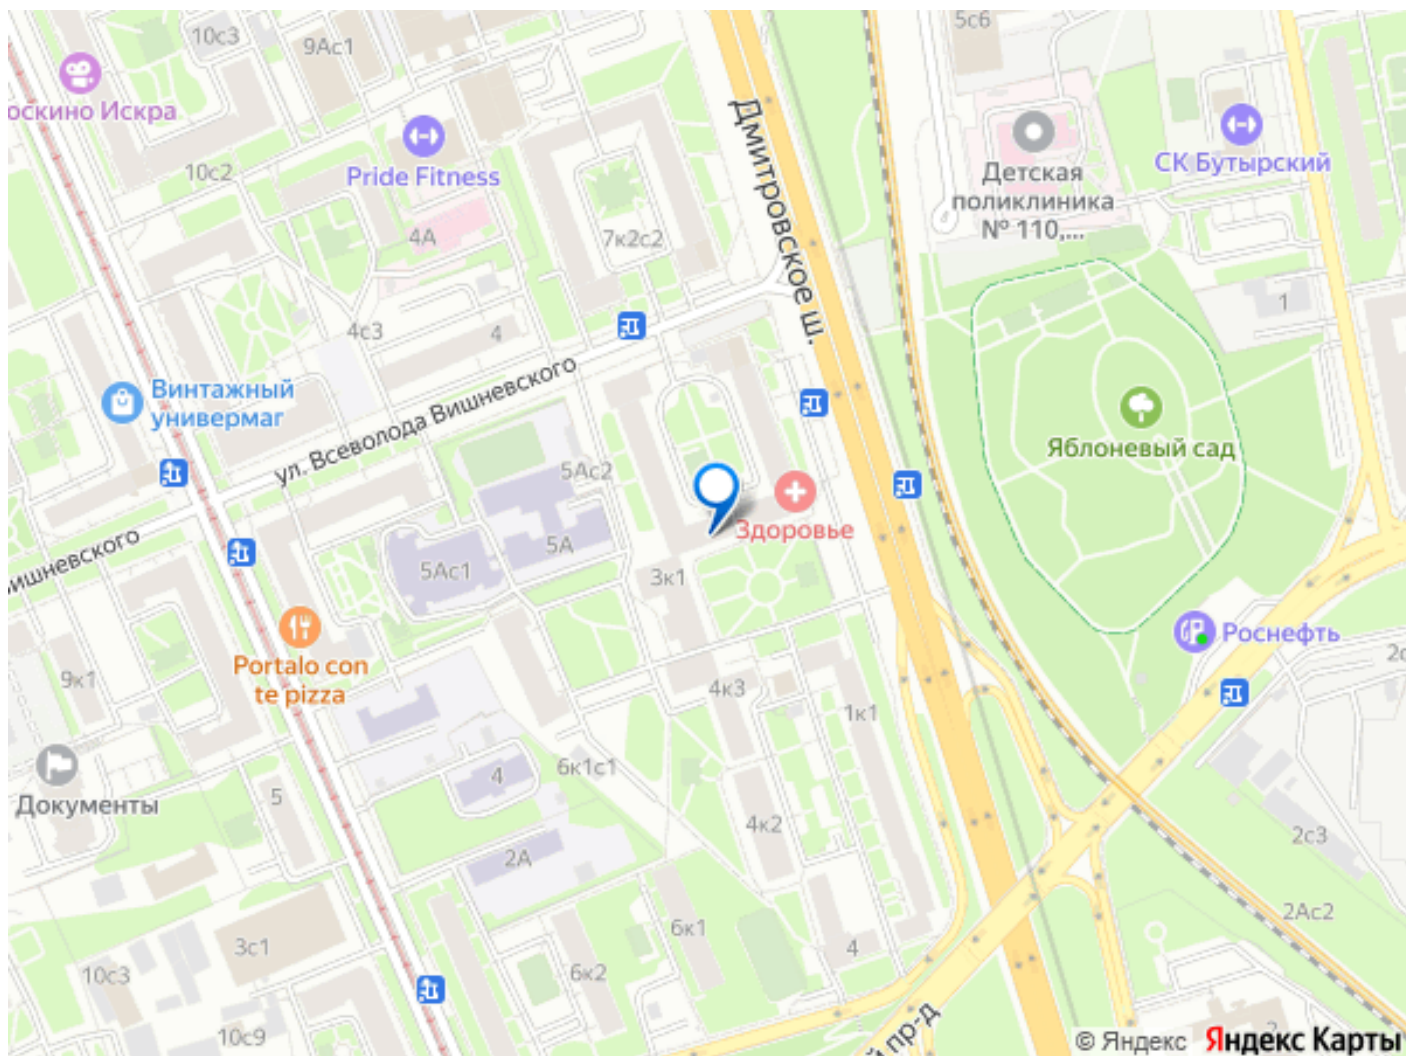 5с6
10с3
9Ас1
оскино Искра
Pride Fitness
10с2
4А
7к2с2
Дмитровское ш.
Детская
поликлиника
№ 110,...
СК Бутырский
1
4с3
4
Винтажный
универмаг
ул. Всеволода Вишневского
Яблоневый сад
5Ас2
5А
5Ас1
Здоровье
3к1
ишневского
Portalo con
te pizza
Роснефть
9к1
4к3
1к1
Документы
5
4
6к1с1
4к2
2А
2с3
2Ас2
3с1
6к1
4
10с3
6к2
10с9
й пр-д
2
© Яндекс Яндекс Карты